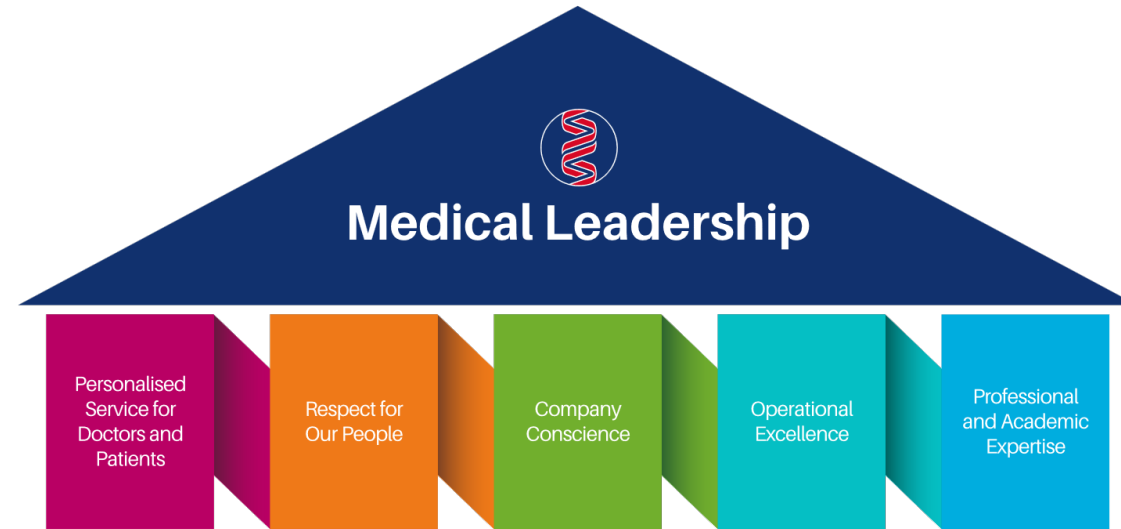 Medical Leadership
Personalised
Service for
Doctors and
Patients
Respect for
Our People
Company
Conscience
Operational
Excellence
Professional
and Academic
Expertise